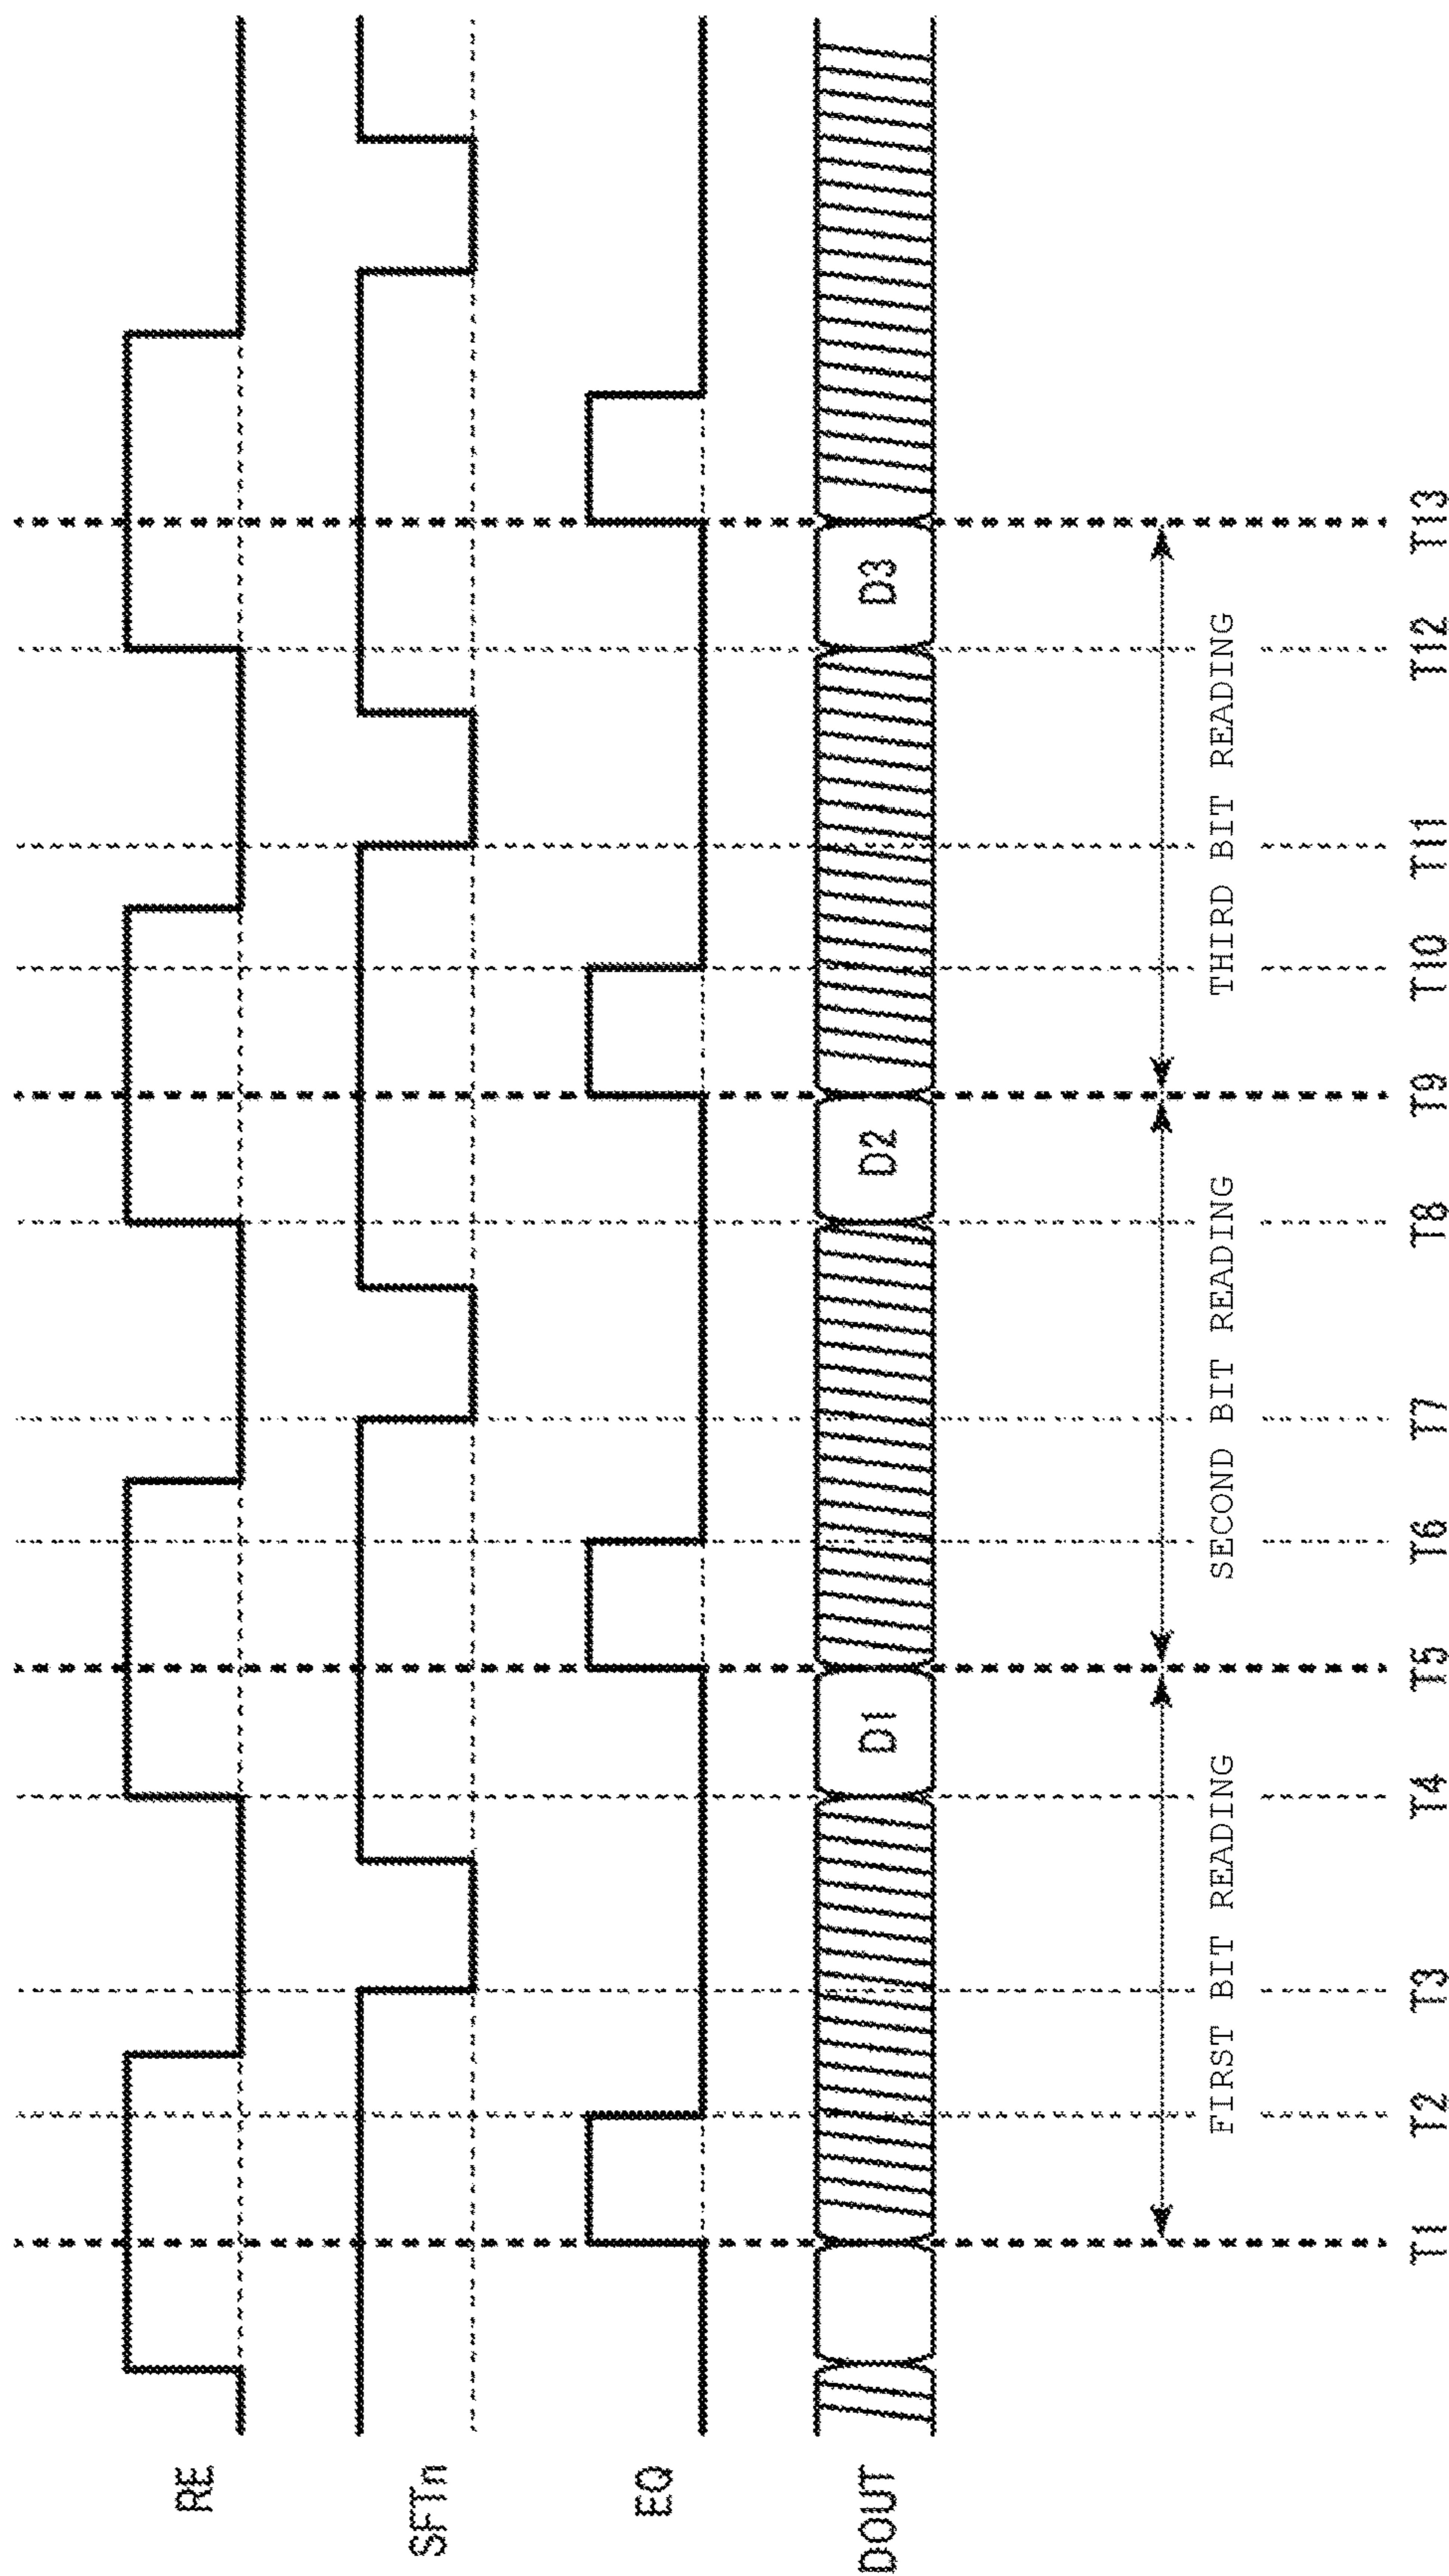 RE
SFTn
EQ
DOUT
D1
D2
D3
FIRST BIT READING
SECOND BIT READING
THIRD BIT READING
T1
T2
T3
T4
T5
T6
T7
T8
T9
T10
T11
T12
T13